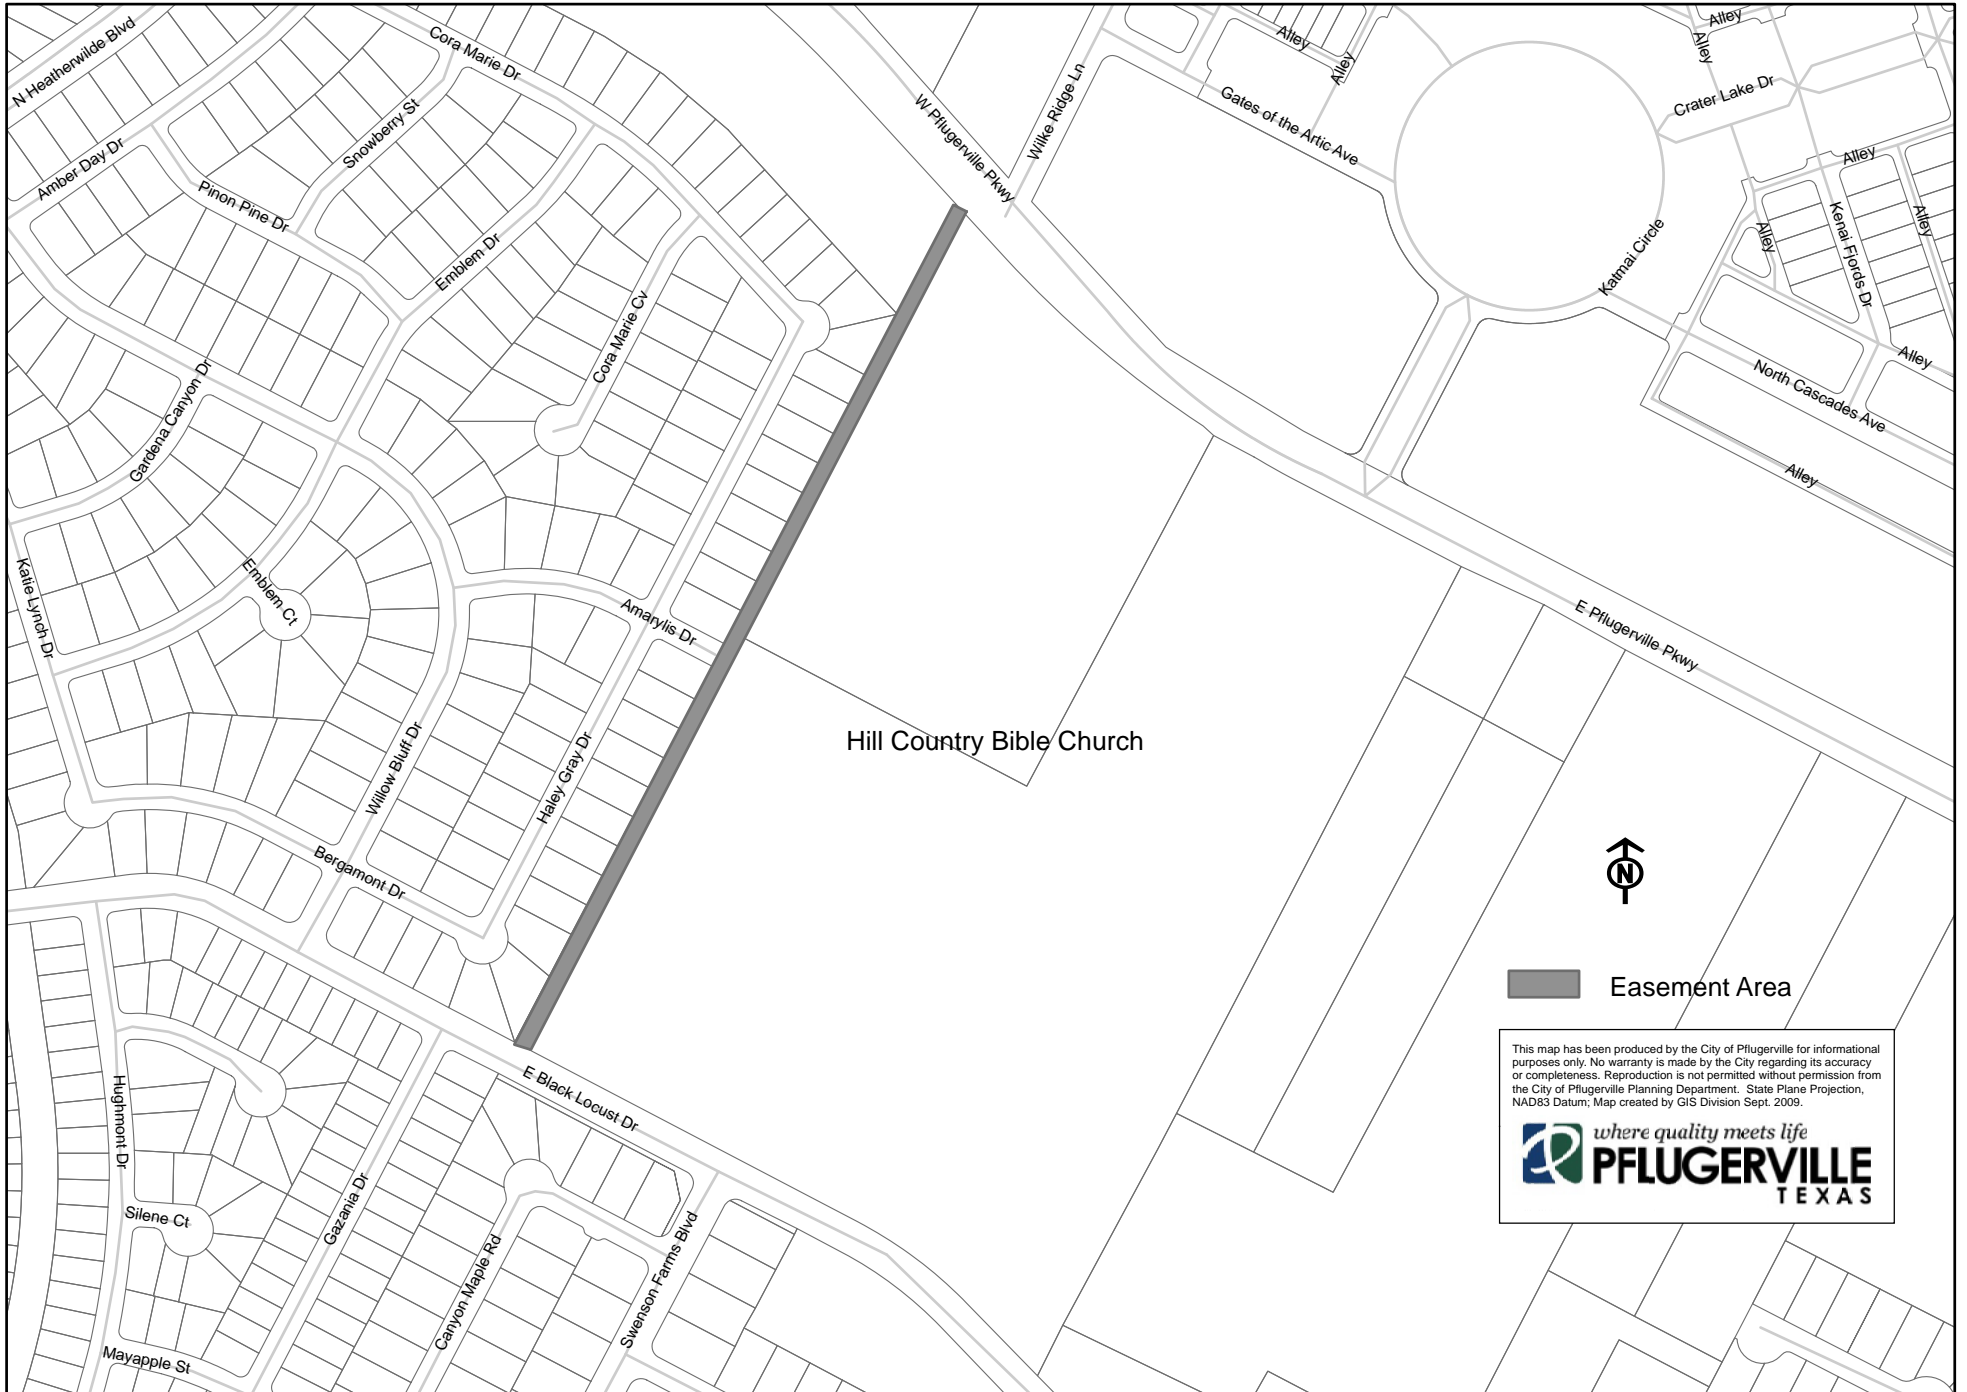 N Heatherwilde Blvd
Cora Marie Dr
Alley
Alley
Alley
Alley
Amber Day Dr
Snowberry St
W Pflugerville Pkwy
Wilke Ridge Ln
Gates of the Artic Ave
Crater Lake Dr
Alley
Pinon Pine Dr
Emblem Dr
Alley
Kenai Fjords Dr
Alley
Katmai Circle
Cora Marie Cv
Alley
North Cascades Ave
Gardena Canyon Dr
Alley
Katie Lynch Dr
Emblem Ct
Amarylis Dr
E Pflugerville Pkwy
Hill Country Bible Church
Willow Bluff Dr
Haley Gray Dr
Bergamont Dr
N
Easement Area
E Black Locust Dr
This map has been produced by the City of Pflugerville for informational
purposes only. No warranty is made by the City regarding its accuracy
or completeness. Reproduction is not permitted without permission from
the City of Pflugerville Planning Department. State Plane Projection,
NAD83 Datum; Map created by GIS Division Sept. 2009.
where quality meets life
PFLUGERVILLE
TEXAS
Hughmont Dr
Gazania Dr
Silene Ct
Canyon Maple Rd
Swenson Farms Blvd
Mayapple St